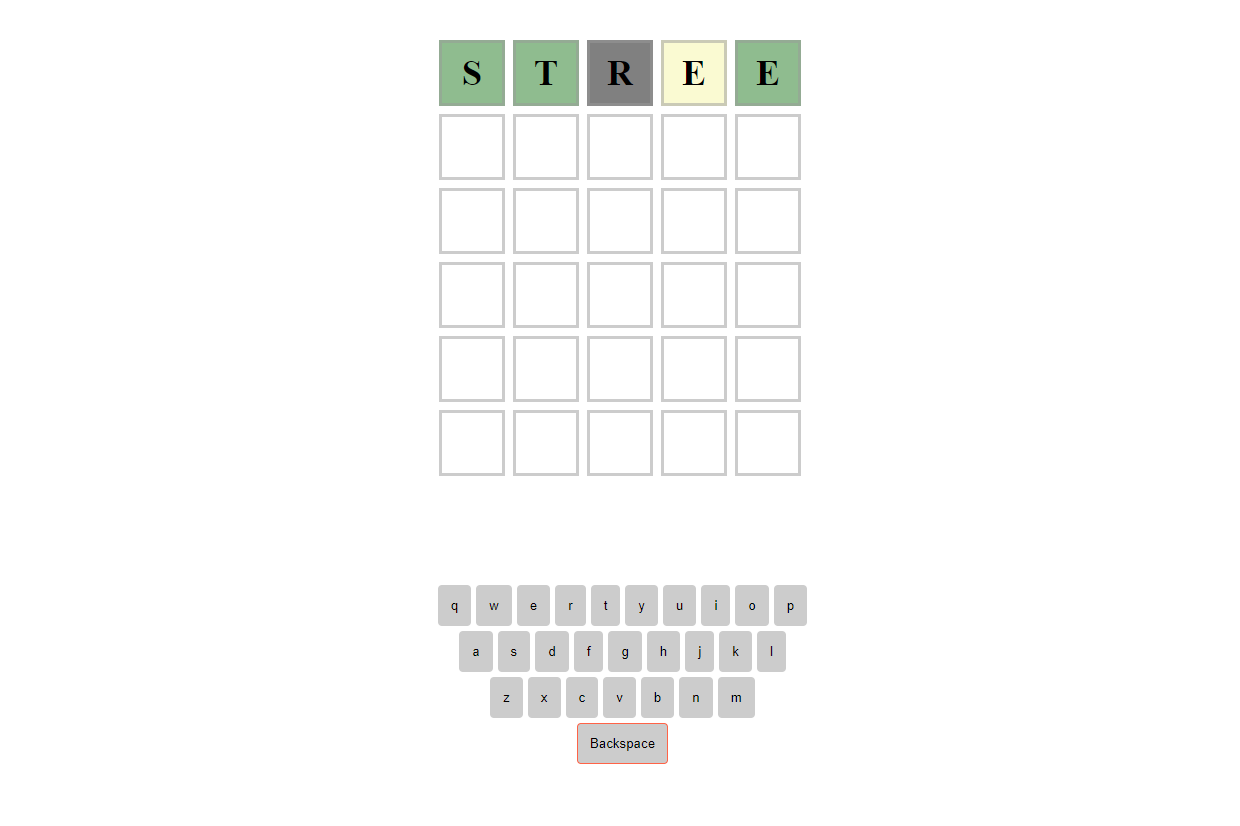 S T R E E
q w e r t y u i o p
a s d f g h j k l
z x c v b n m
Backspace